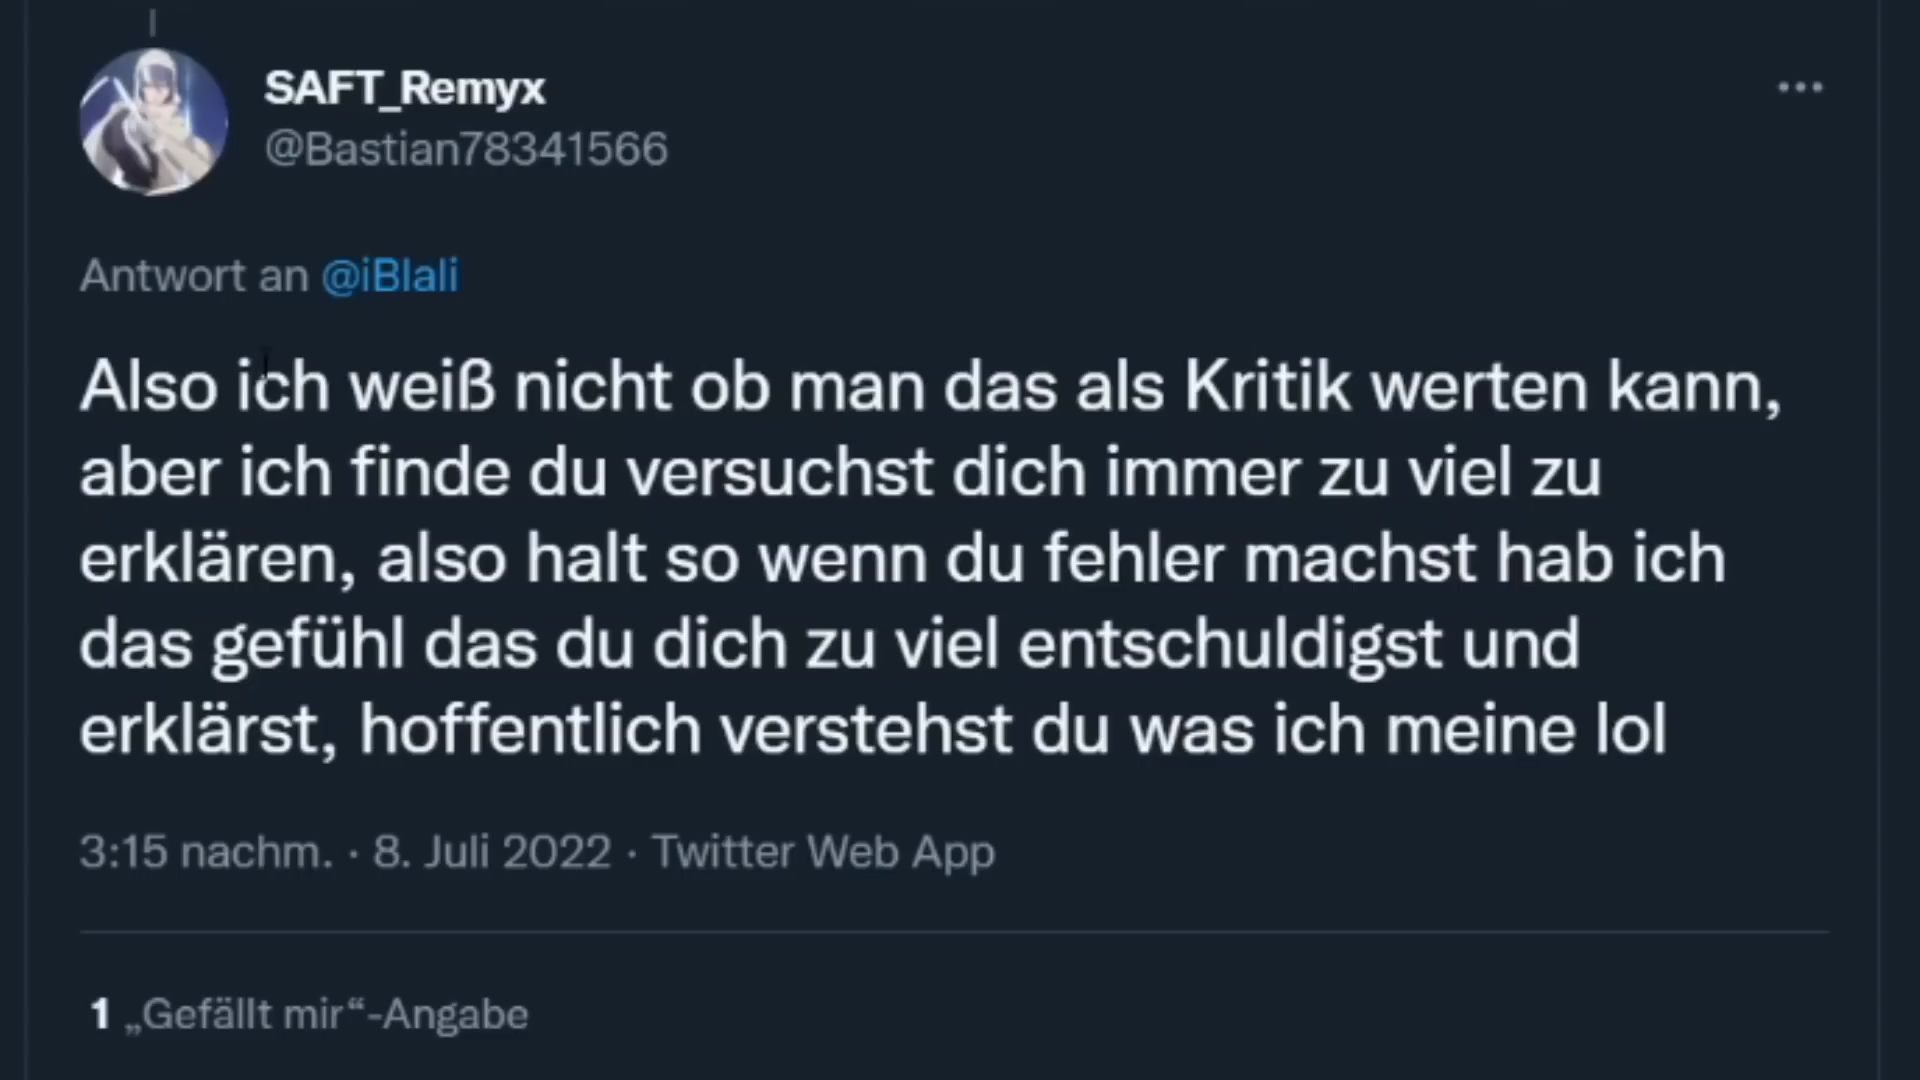 SAFT_Remyx
@Bastian78341566
Antwort an @iBlali
Also ich weiß nicht ob man das als Kritik werten kann,
aber ich finde du versuchst dich immer zu viel zu
erklären, also halt so wenn du fehler machst hab ich
das gefühl das du dich zu viel entschuldigst und
erklärst, hoffentlich verstehst du was ich meine lol
3:15 nachm. · 8. Juli 2022 · Twitter Web App
1 „Gefällt mir“-Angabe